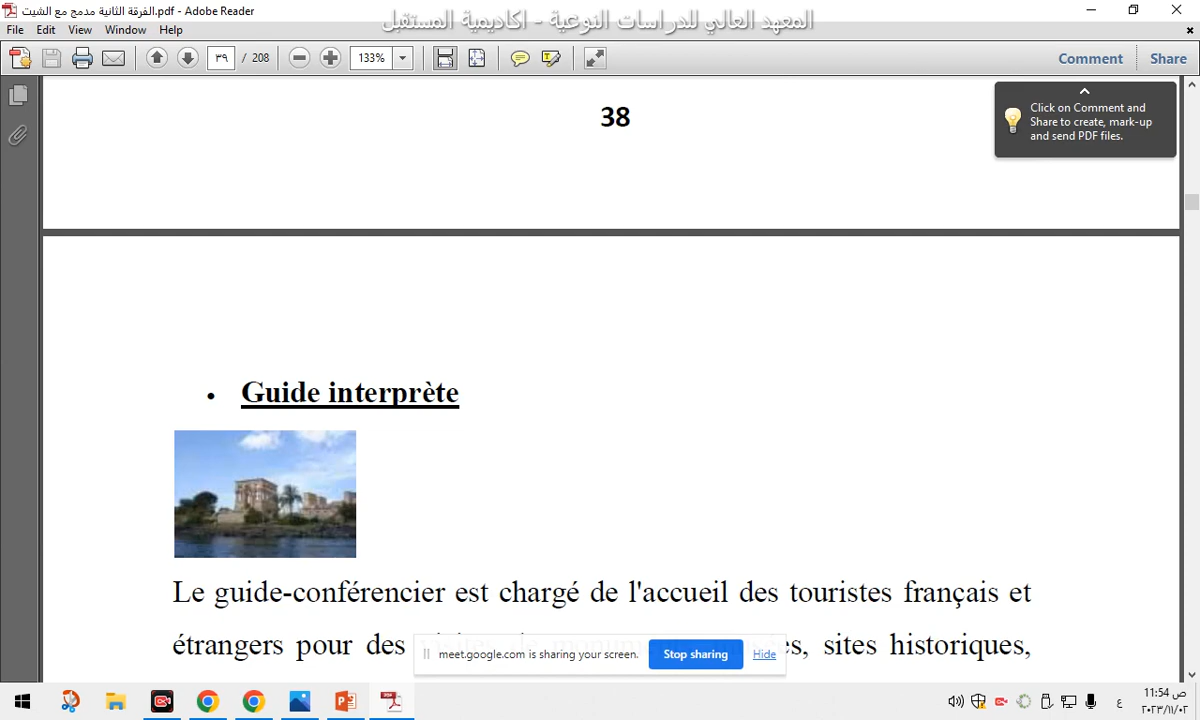 الفرقة الثانية مدمج مع الشيت.pdf - Adobe Reader
المعهد العالي للدراسات النوعية - اكاديمية المستقبل
File Edit View Window Help
٣٩ / 208 133% Comment Share
Click on Comment and
Share to create, mark-up
and send PDF files.
38
• Guide interprète
Le guide-conférencier est chargé de l'accueil des touristes français et
étrangers pour des sites historiques,
meet.google.com is sharing your screen. Stop sharing Hide
ع 11:54 ص
٢٠٢٣/١١/٠٢